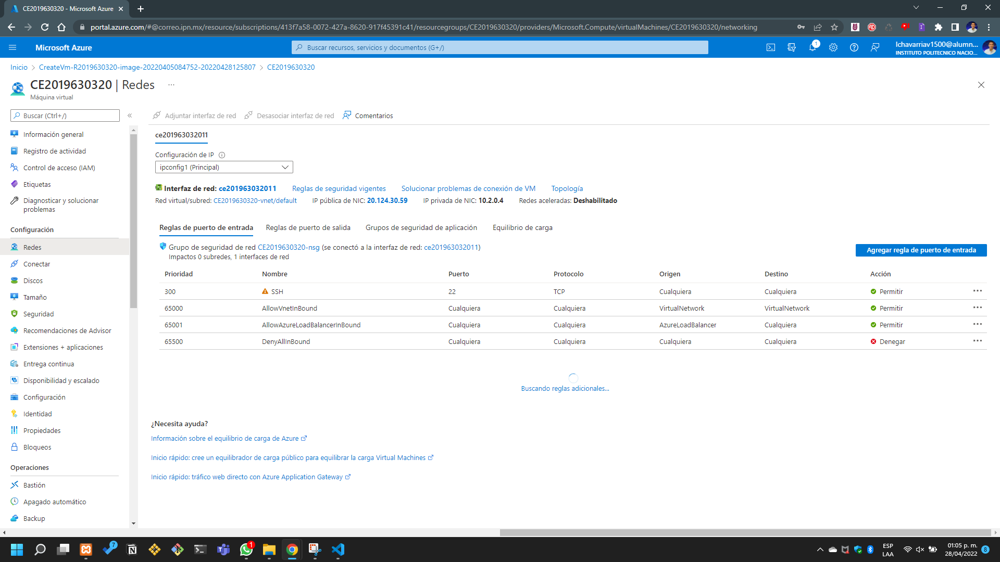 CE2019630320 - Microsoft Azure
portal.azure.com/#@correo.ipn.mx/resource/subscriptions/413f7a58-0072-427a-8620-917f45391c41/resourcegroups/CE2019630320/providers/Microsoft.Compute/virtualMachines/CE2019630320/networking
Microsoft Azure
Buscar recursos, servicios y documentos (G+/)
1
lchavarriav1500@alumn...
INSTITUTO POLITECNICO NACIO...
Inicio > CreateVm-R2019630320-image-20220405084752-20220428125807 > CE2019630320
CE2019630320 | Redes ...
Máquina virtual
Buscar (Ctrl+/)
Información general
Registro de actividad
Control de acceso (IAM)
Etiquetas
Diagnosticar y solucionar
problemas
Configuración
Redes
Conectar
Discos
Tamaño
Seguridad
Recomendaciones de Advisor
Extensiones + aplicaciones
Entrega continua
Disponibilidad y escalado
Configuración
Identidad
Propiedades
Bloqueos
Operaciones
Bastión
Apagado automático
Backup
Adjuntar interfaz de red Desasociar interfaz de red Comentarios
ce201963032011
Configuración de IP
ipconfig1 (Principal)
Interfaz de red: ce201963032011 Reglas de seguridad vigentes Solucionar problemas de conexión de VM Topología
Red virtual/subred: CE2019630320-vnet/default IP pública de NIC: 20.124.30.59 IP privada de NIC: 10.2.0.4 Redes aceleradas: Deshabilitado
Reglas de puerto de entrada Reglas de puerto de salida Grupos de seguridad de aplicación Equilibrio de carga
Grupo de seguridad de red CE2019630320-nsg (se conectó a la interfaz de red: ce201963032011)
Impactos 0 subredes, 1 interfaces de red
Agregar regla de puerto de entrada
Prioridad Nombre Puerto Protocolo Origen Destino Acción
300 SSH 22 TCP Cualquiera Cualquiera Permitir
65000 AllowVnetInBound Cualquiera Cualquiera VirtualNetwork VirtualNetwork Permitir
65001 AllowAzureLoadBalancerInBound Cualquiera Cualquiera AzureLoadBalancer Cualquiera Permitir
65500 DenyAllInBound Cualquiera Cualquiera Cualquiera Cualquiera Denegar
Buscando reglas adicionales...
¿Necesita ayuda?
Información sobre el equilibrio de carga de Azure
Inicio rápido: cree un equilibrador de carga público para equilibrar la carga Virtual Machines
Inicio rápido: tráfico web directo con Azure Application Gateway
7
1
ESP
LAA
01:05 p. m.
28/04/2022
8